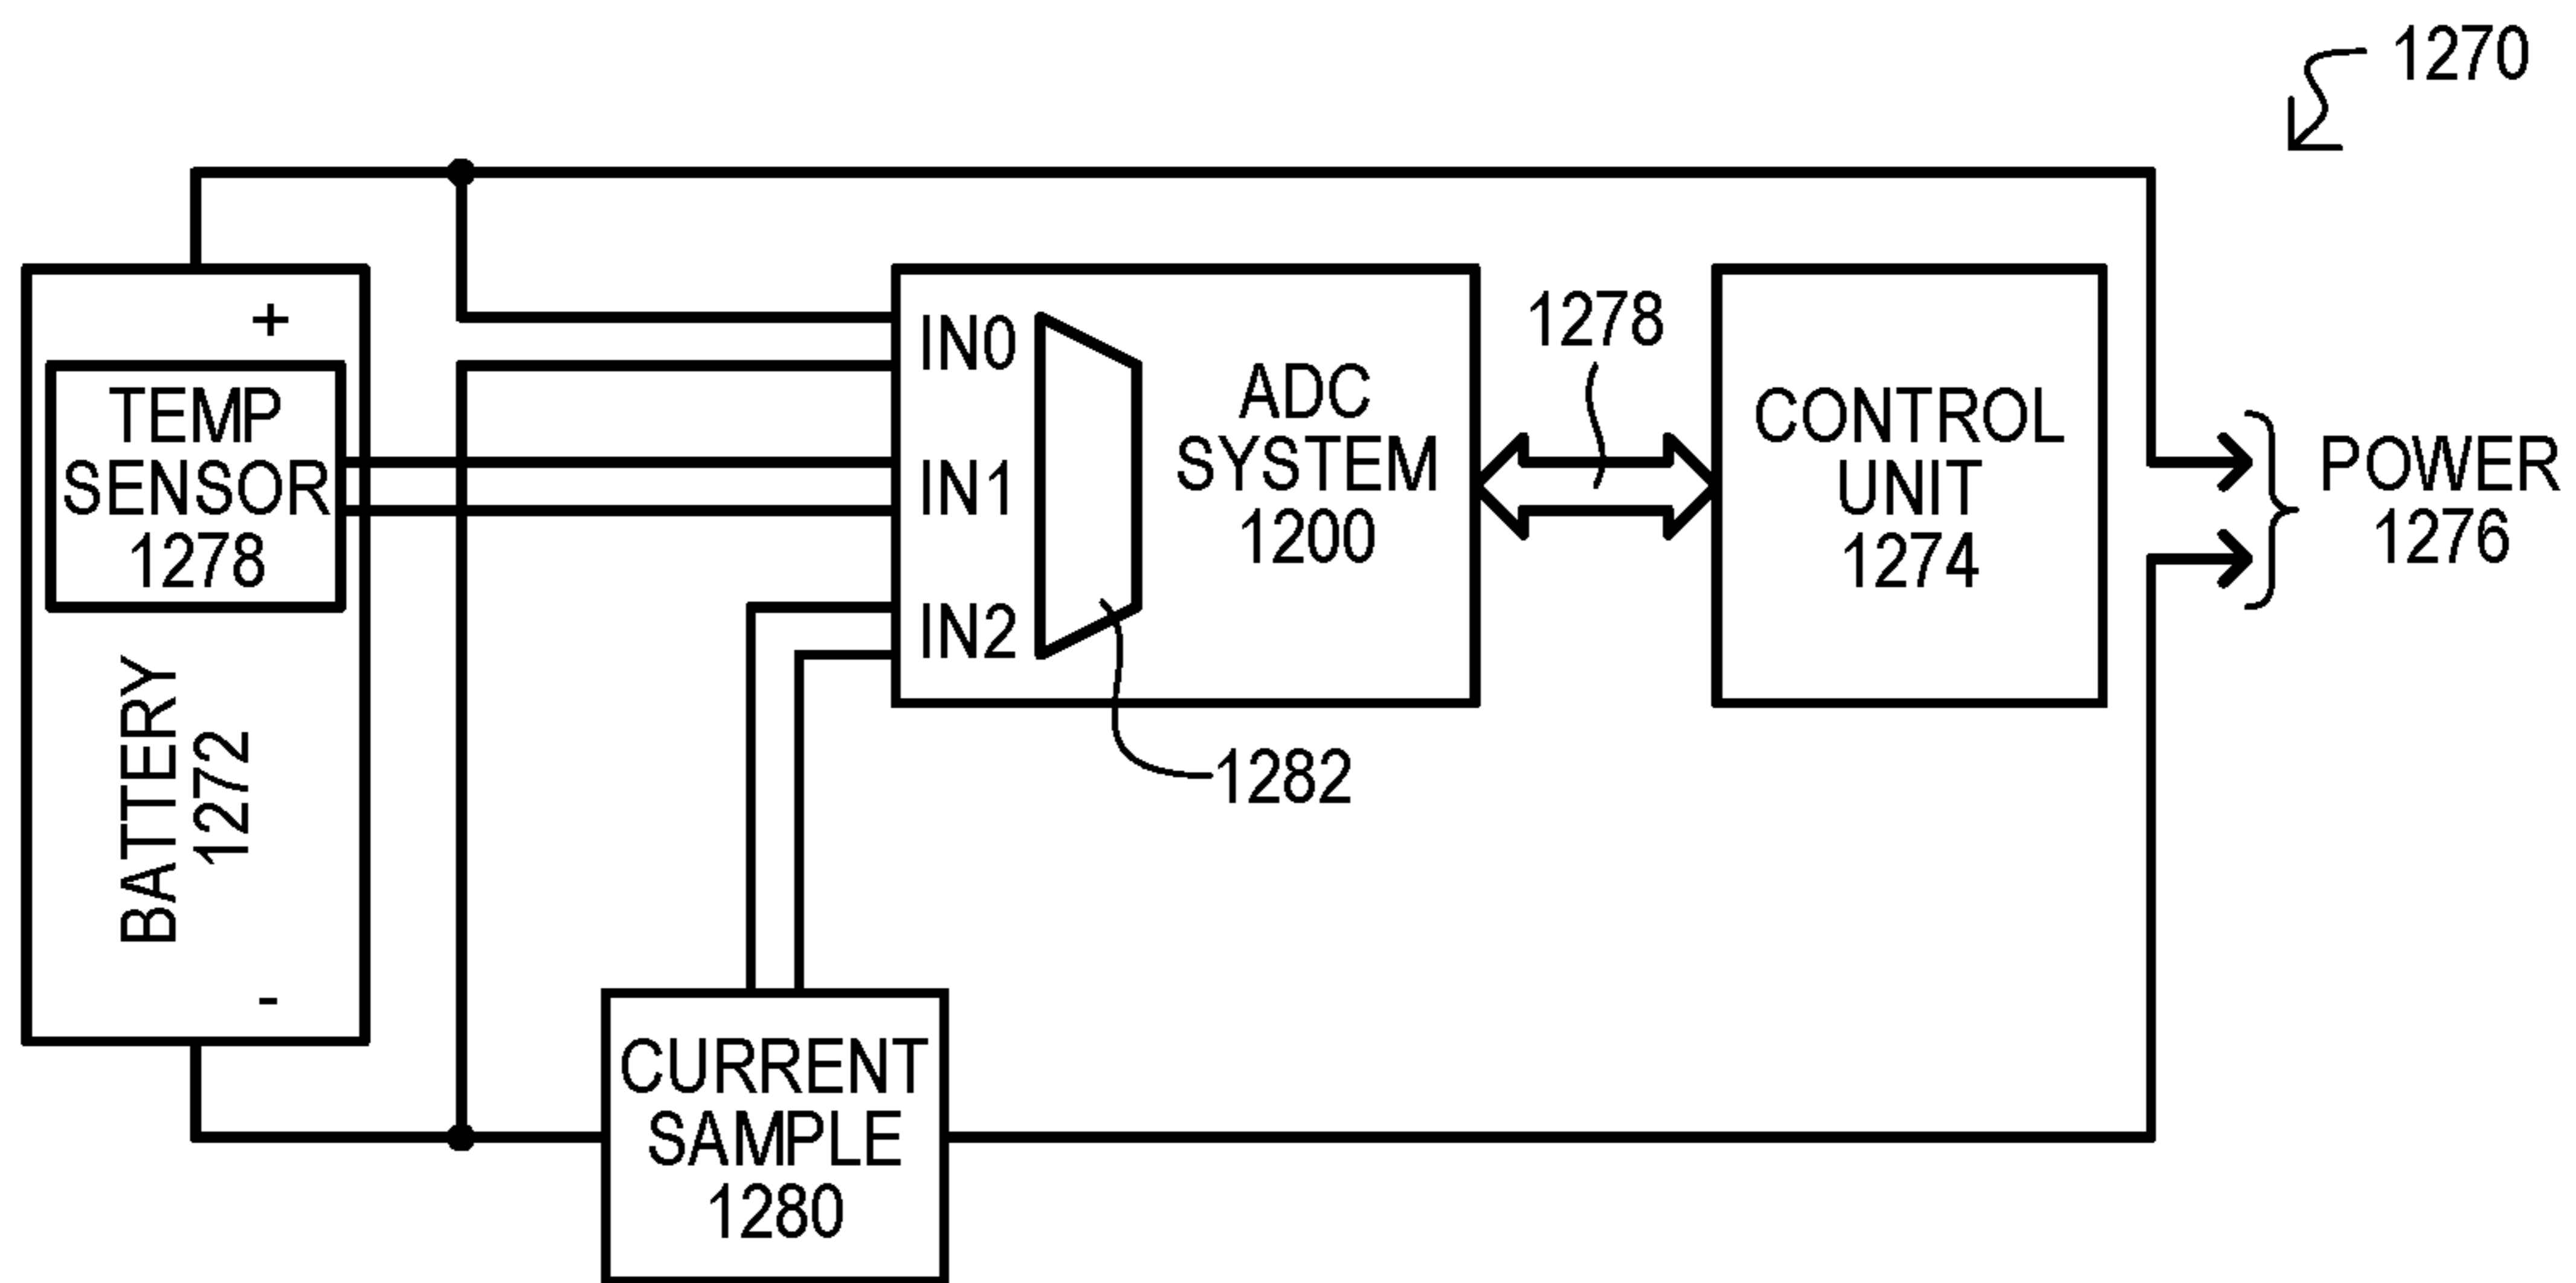 1270
+
TEMP
SENSOR
1278
BATTERY
1272
-
IN0
IN1
IN2
ADC
SYSTEM
1200
1282
1278
CONTROL
UNIT
1274
POWER
1276
CURRENT
SAMPLE
1280